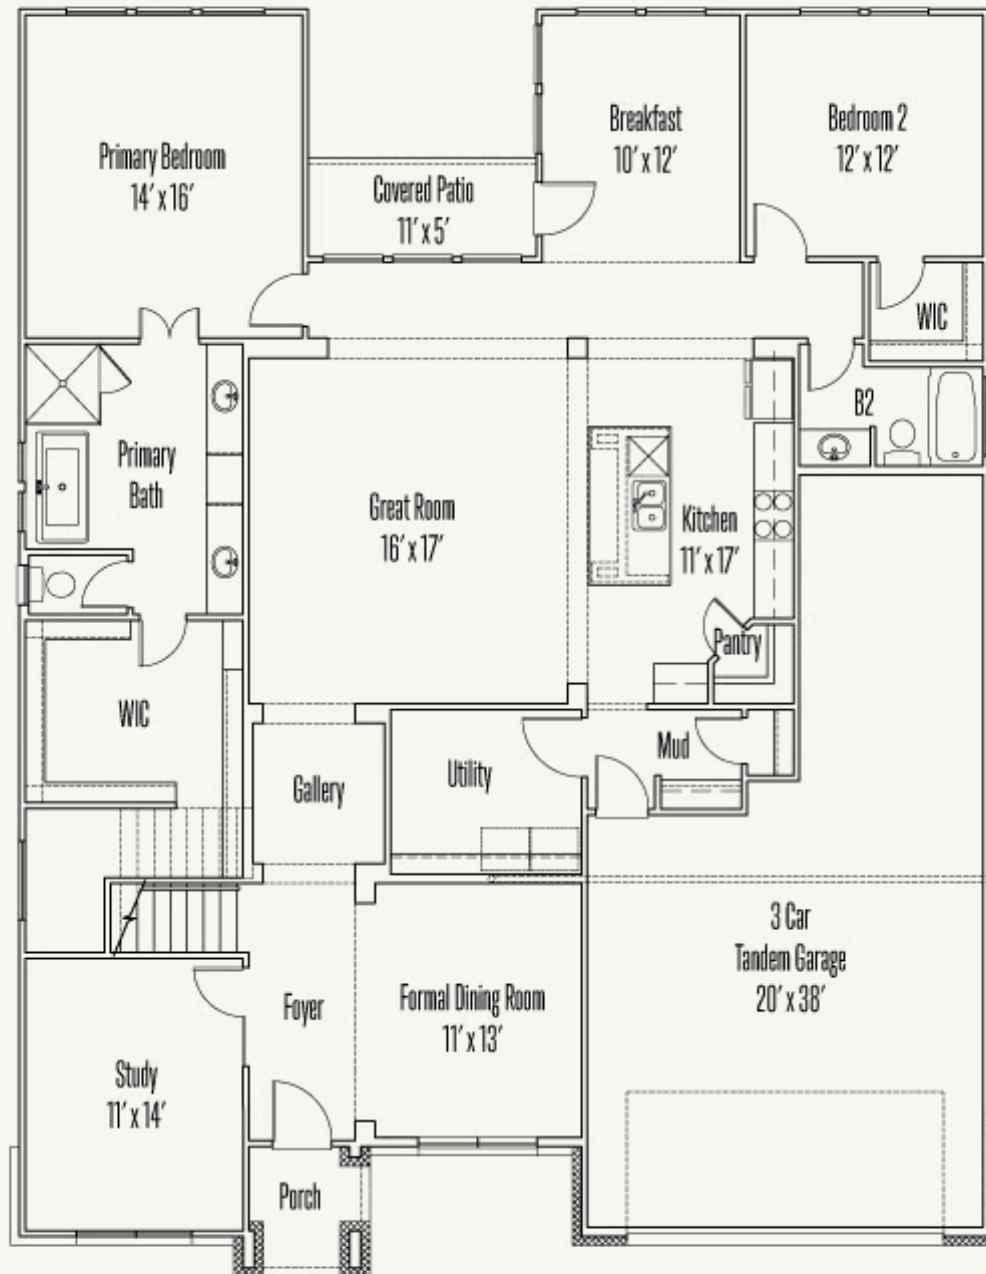 Primary Bedroom
14' x 16'
Covered Patio
11' x 5'
Breakfast
10' x 12'
Bedroom 2
12' x 12'
WIC
B2
Primary
Bath
Great Room
16' x 17'
Kitchen
11' x 17'
Pantry
WIC
Gallery
Utility
Mud
3 Car
Tandem Garage
20' x 38'
Foyer
Formal Dining Room
11' x 13'
Study
11' x 14'
Porch